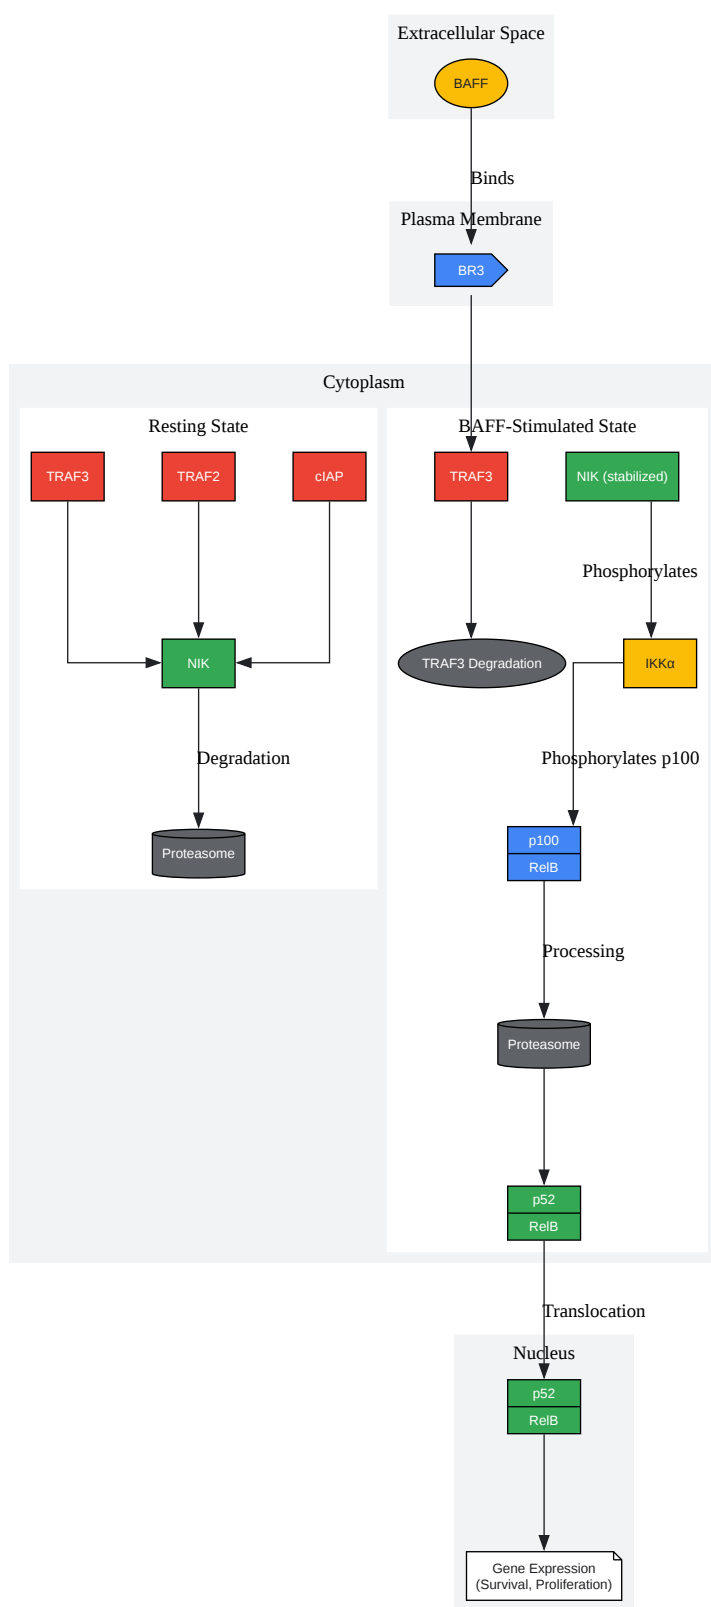 Extracellular Space
BAFF
Binds
Plasma Membrane
BR3
Cytoplasm
Resting State
TRAF3
TRAF2
cIAP
NIK
Degradation
Proteasome
BAFF-Stimulated State
TRAF3
NIK (stabilized)
Phosphorylates
TRAF3 Degradation
IKKα
Phosphorylates p100
p100
RelB
Processing
Proteasome
p52
RelB
Translocation
Nucleus
p52
RelB
Gene Expression
(Survival, Proliferation)